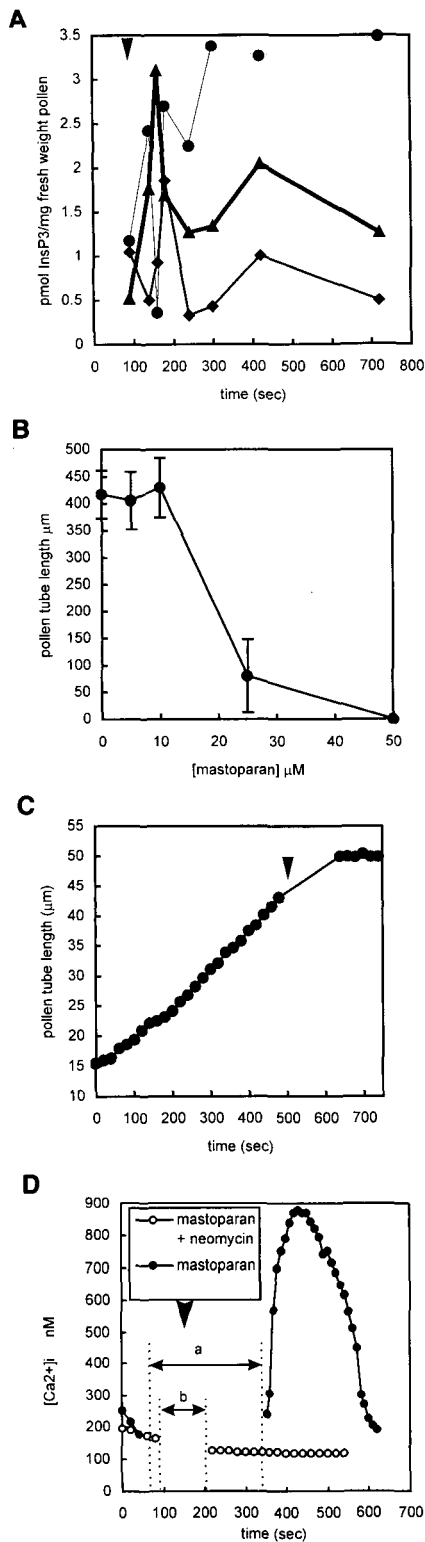 A
pmol InsP3/mg fresh weight pollen
3.5
3
2.5
2
1.5
1
0.5
0
0 100 200 300 400 500 600 700 800
time (sec)
B
pollen tube length μm
500
450
400
350
300
250
200
150
100
50
0
0 10 20 30 40 50
[mastoparan] μM
C
pollen tube length (μm)
55
50
45
40
35
30
25
20
15
10
0 100 200 300 400 500 600 700
time (sec)
D
[Ca2+]i nM
900
800
700
600
500
400
300
200
100
0
mastoparan
+ neomycin
mastoparan
a
b
0 100 200 300 400 500 600 700
time (sec)